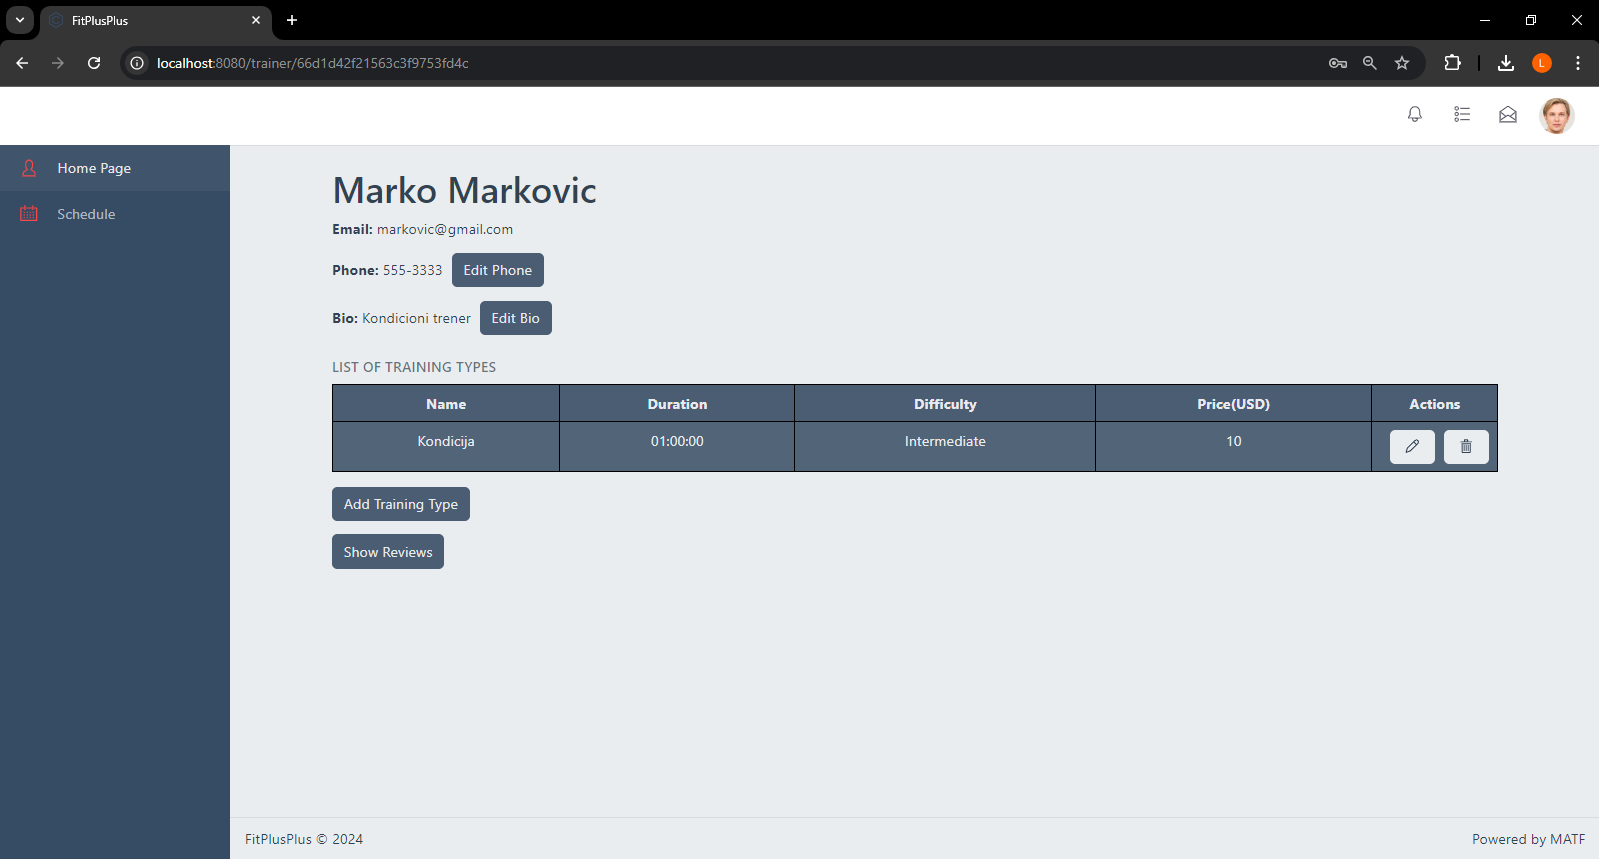 FitPlusPlus
localhost:8080/trainer/66d1d42f21563c3f9753fd4c
L
Home Page
Schedule
Marko Markovic
Email: markovic@gmail.com
Phone: 555-3333 Edit Phone
Bio: Kondicioni trener Edit Bio
LIST OF TRAINING TYPES
Name Duration Difficulty Price(USD) Actions
Kondicija 01:00:00 Intermediate 10
Add Training Type
Show Reviews
FitPlusPlus © 2024 Powered by MATF